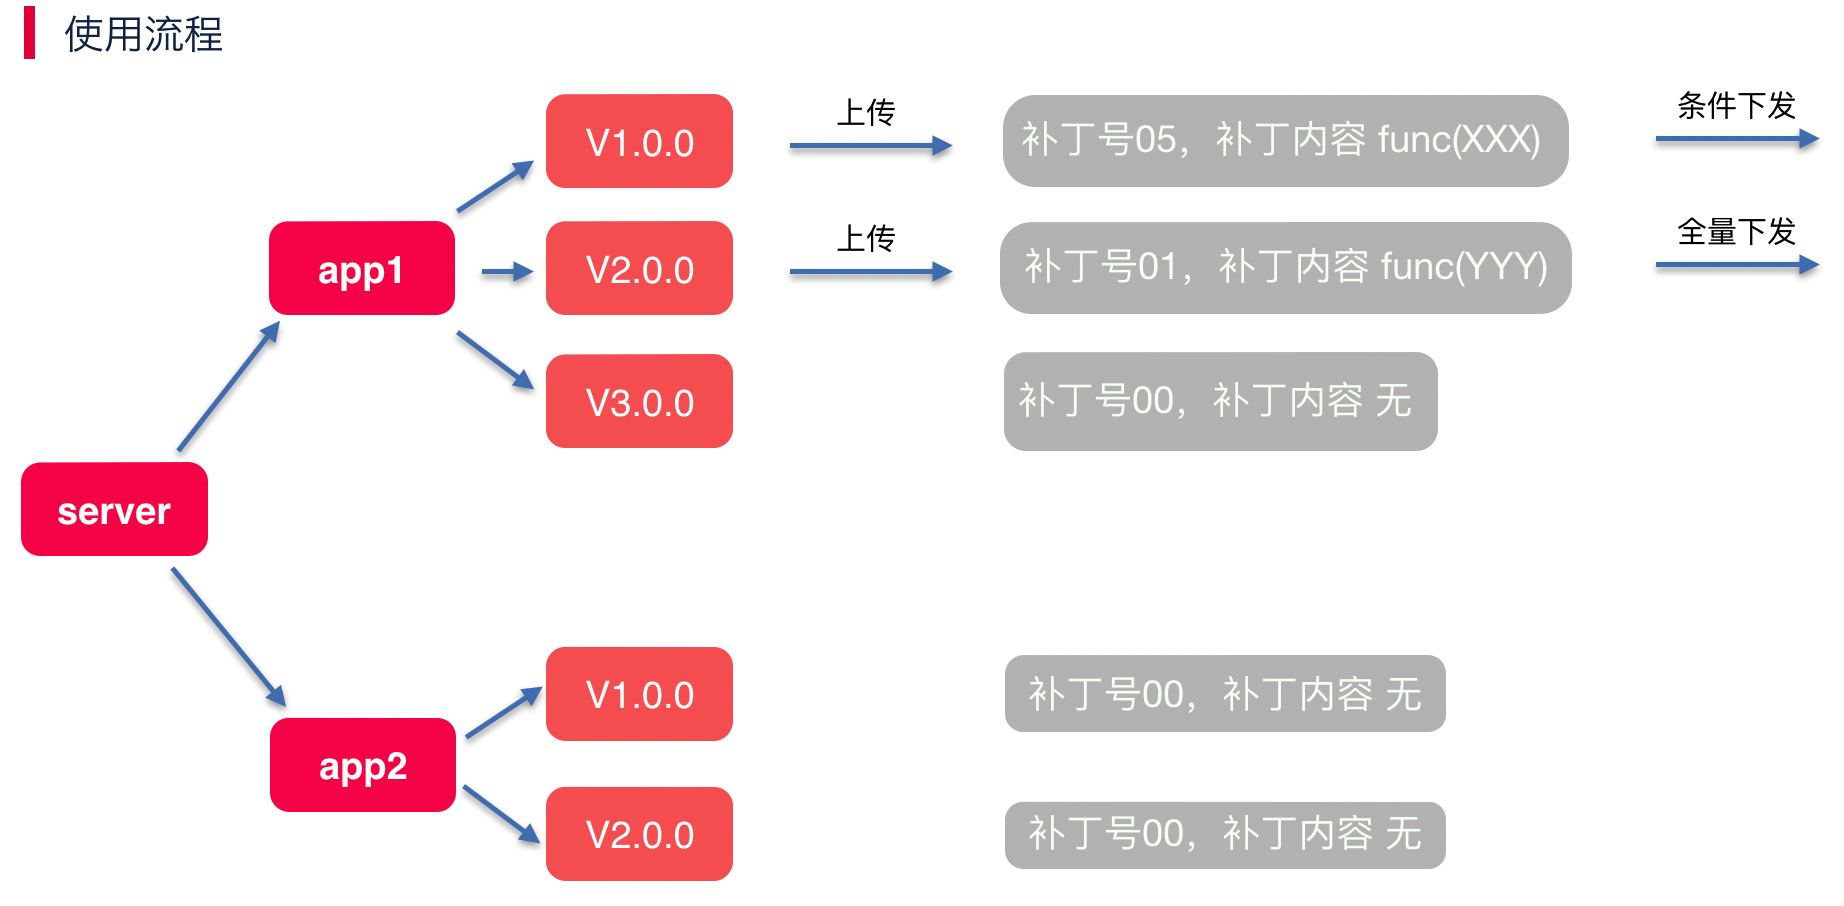 使用流程
V1.0.0
上传
补丁号05，补丁内容 func(XXX)
条件下发
app1
V2.0.0
上传
补丁号01，补丁内容 func(YYY)
全量下发
V3.0.0
补丁号00，补丁内容 无
server
V1.0.0
补丁号00，补丁内容 无
app2
V2.0.0
补丁号00，补丁内容 无